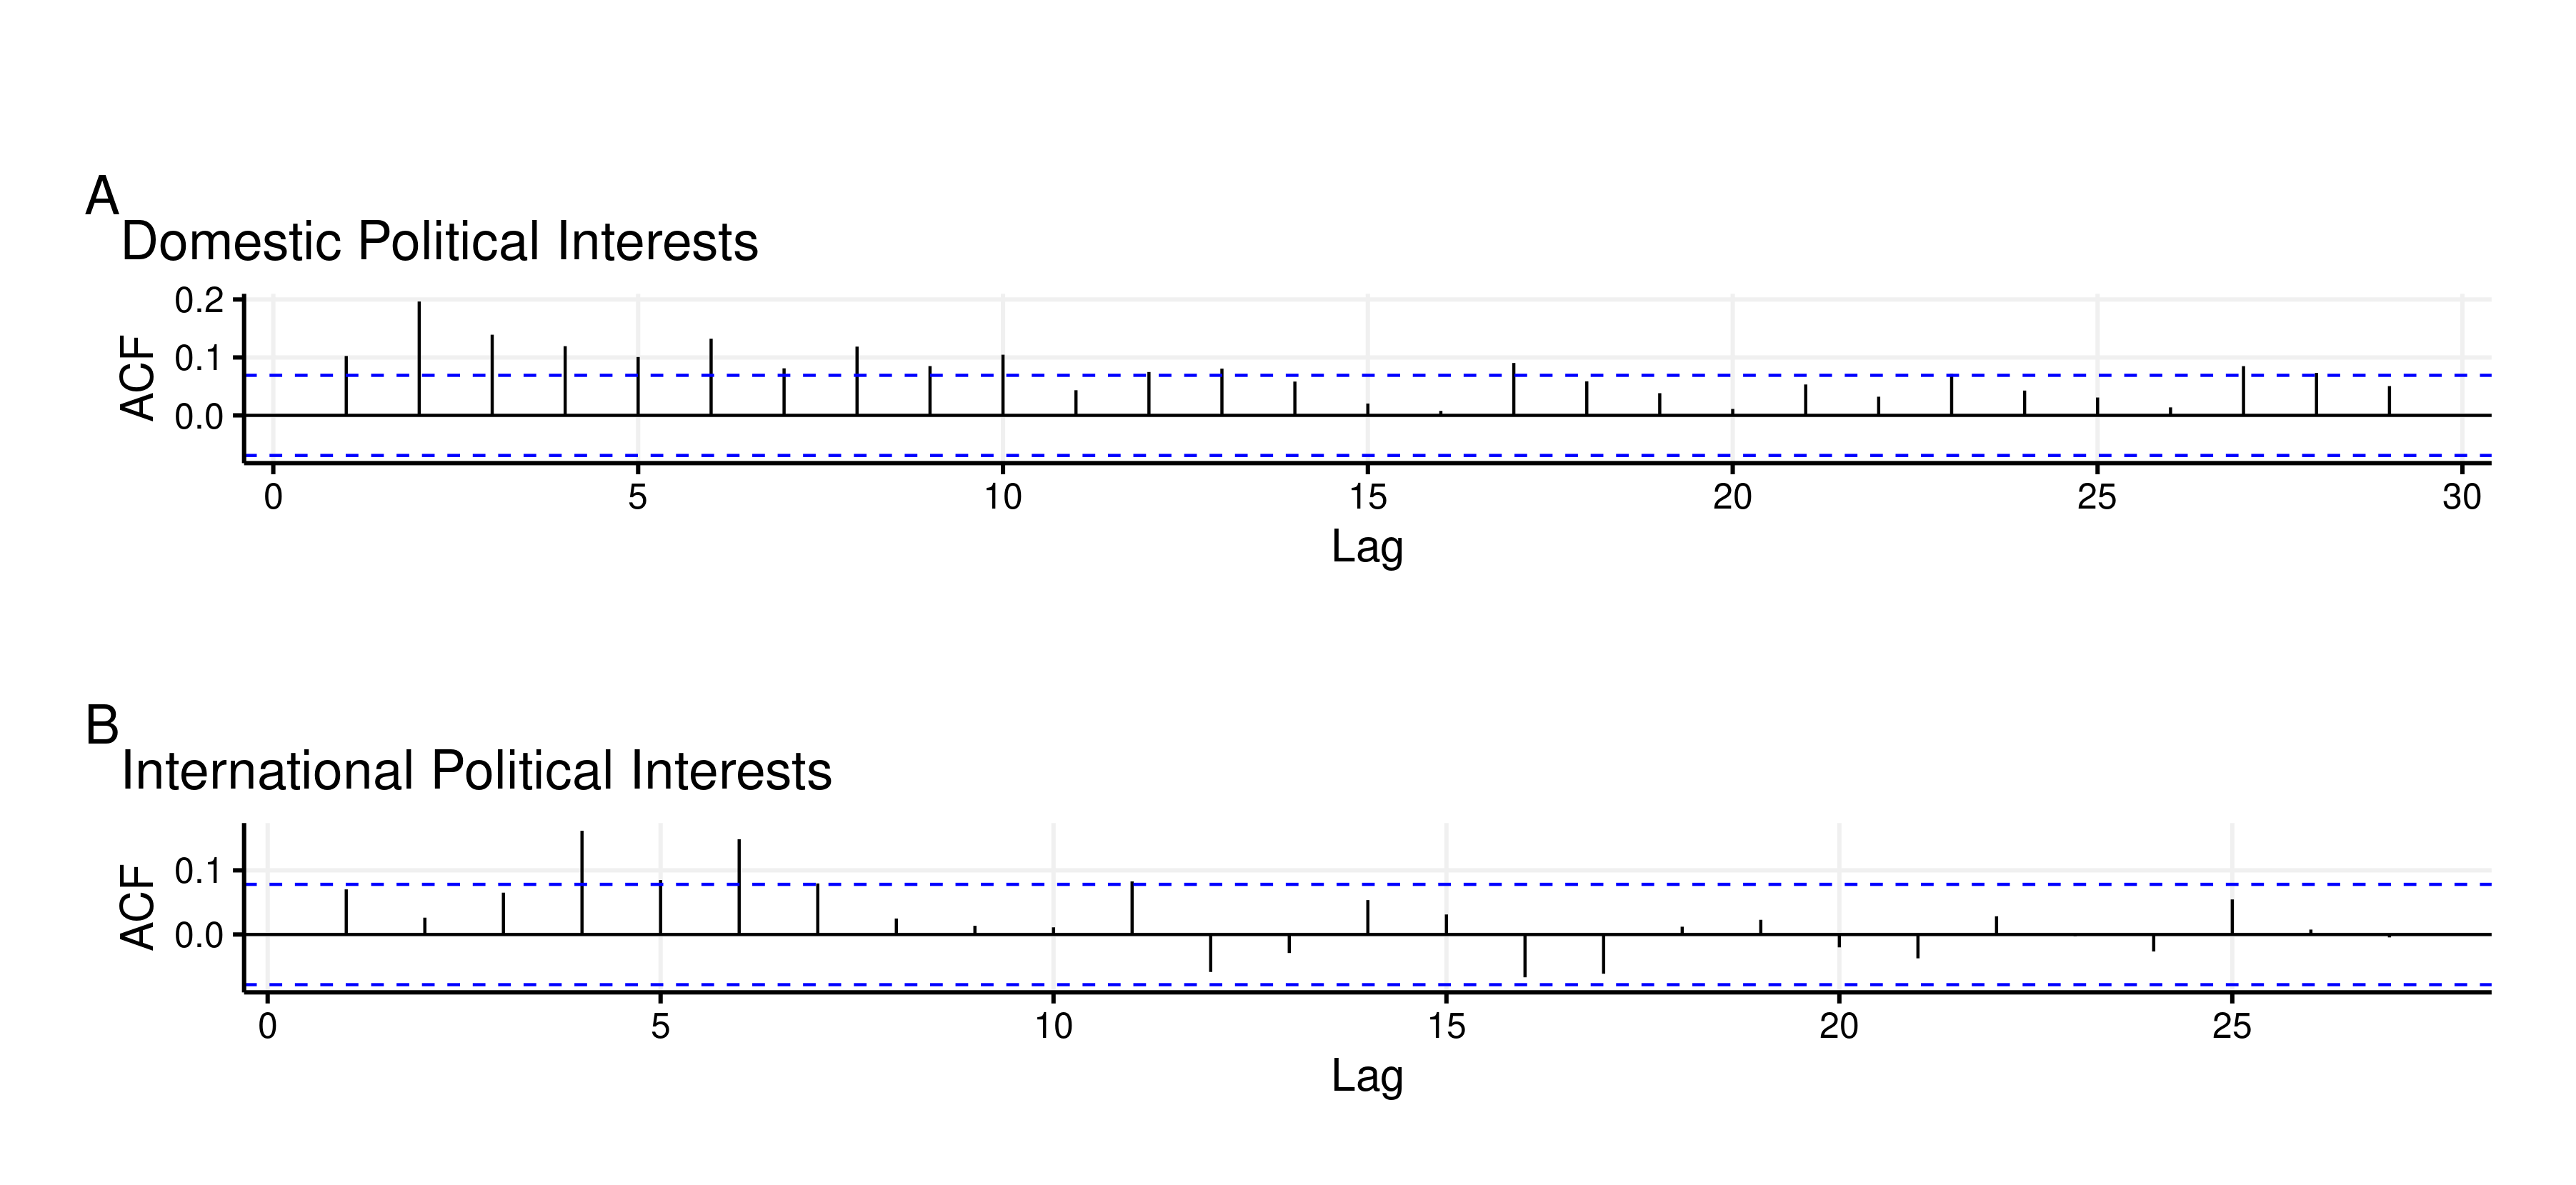 A
Domestic Political Interests
0.2
0.1
0.0
ACF
0 5 10 15 20 25 30
Lag
B
International Political Interests
0.1
0.0
ACF
0 5 10 15 20 25
Lag